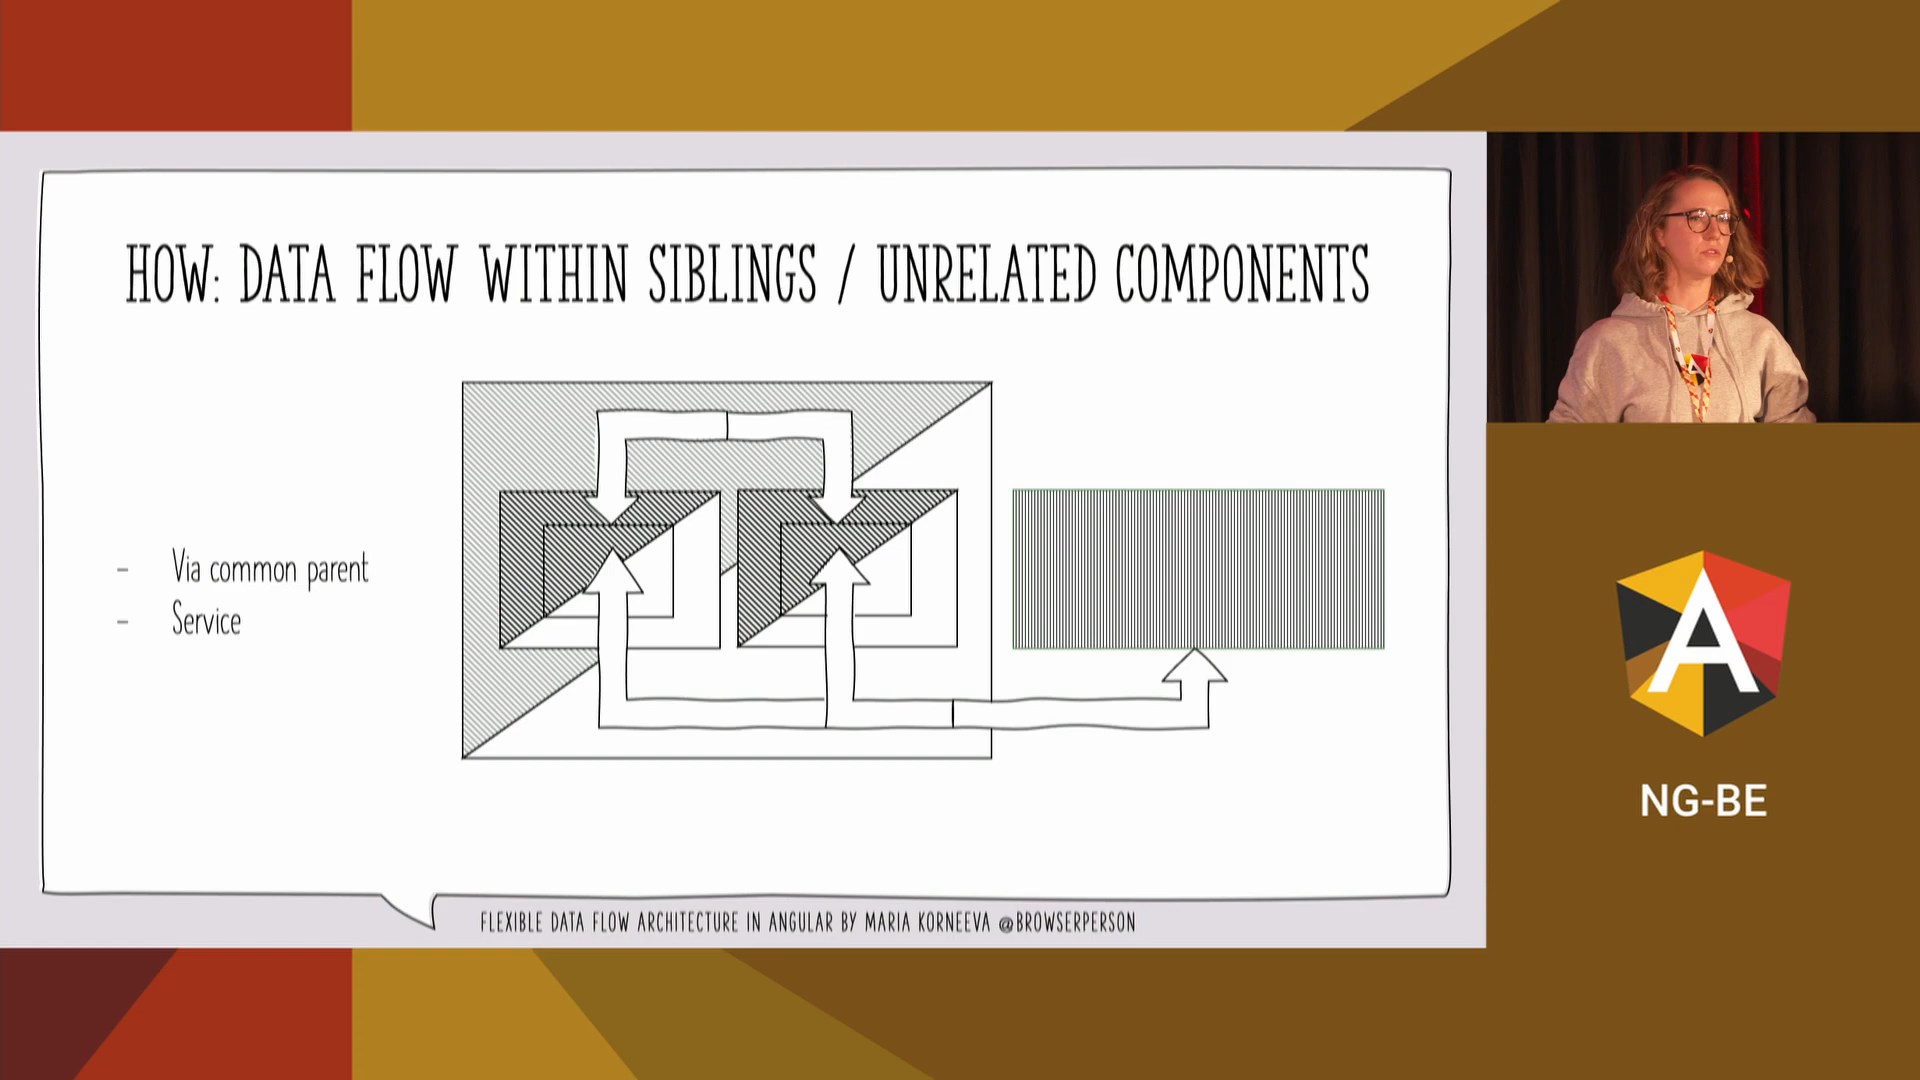 HOW: DATA FLOW WITHIN SIBLINGS / UNRELATED COMPONENTS
- Via common parent
- Service
FLEXIBLE DATA FLOW ARCHITECTURE IN ANGULAR BY MARIA KORNEEVA @BROWSERPERSON
A
NG-BE